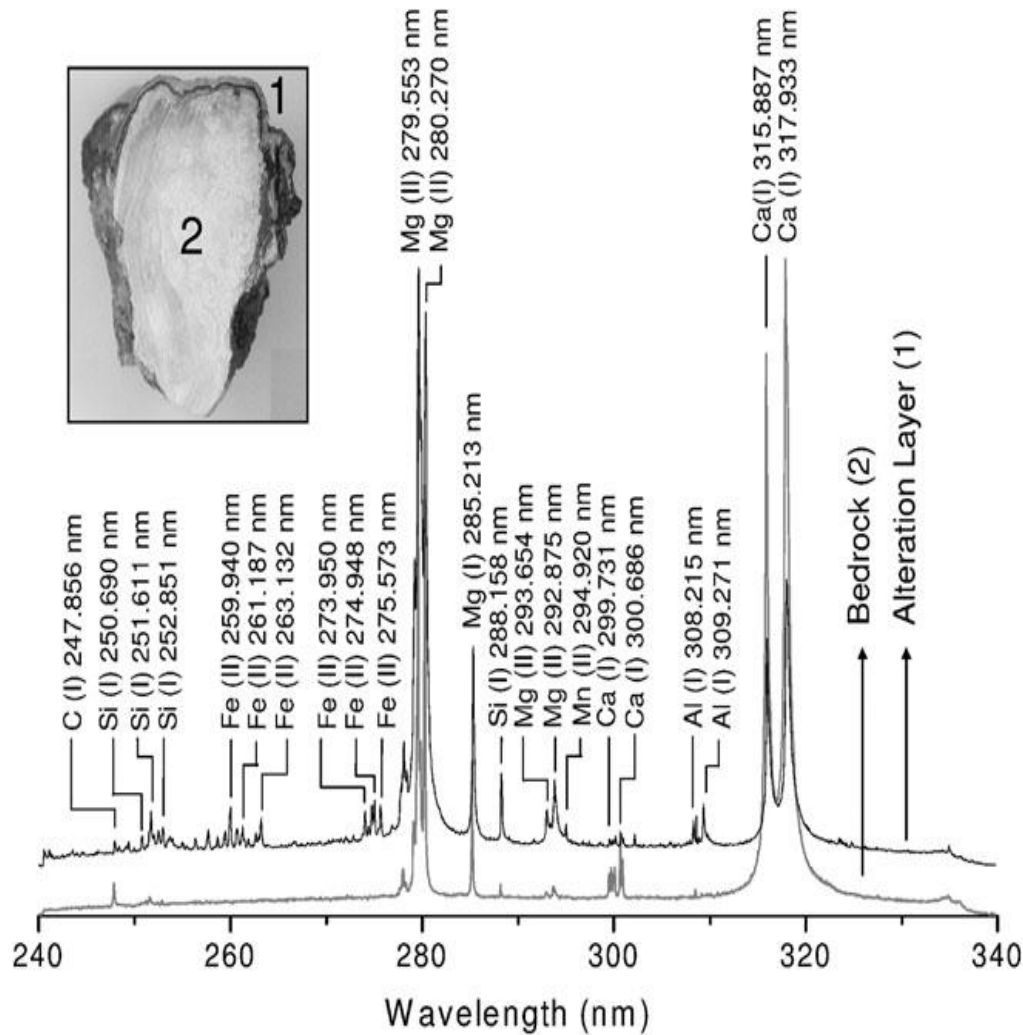 1
2
C (I) 247.856 nm
Si (I) 250.690 nm
Si (I) 251.611 nm
Si (I) 252.851 nm
Fe (II) 259.940 nm
Fe (II) 261.187 nm
Fe (II) 263.132 nm
Fe (II) 273.950 nm
Fe (II) 274.948 nm
Fe (II) 275.573 nm
Mg (II) 279.553 nm
Mg (II) 280.270 nm
Mg (I) 285.213 nm
Si (I) 288.158 nm
Mg (II) 293.654 nm
Mg (II) 292.875 nm
Mn (II) 294.920 nm
Ca (I) 299.731 nm
Ca (I) 300.686 nm
Al (I) 308.215 nm
Al (I) 309.271 nm
Ca(I) 315.887 nm
Ca (I) 317.933 nm
Bedrock (2)
Alteration Layer (1)
240 260 280 300 320 340
Wavelength (nm)